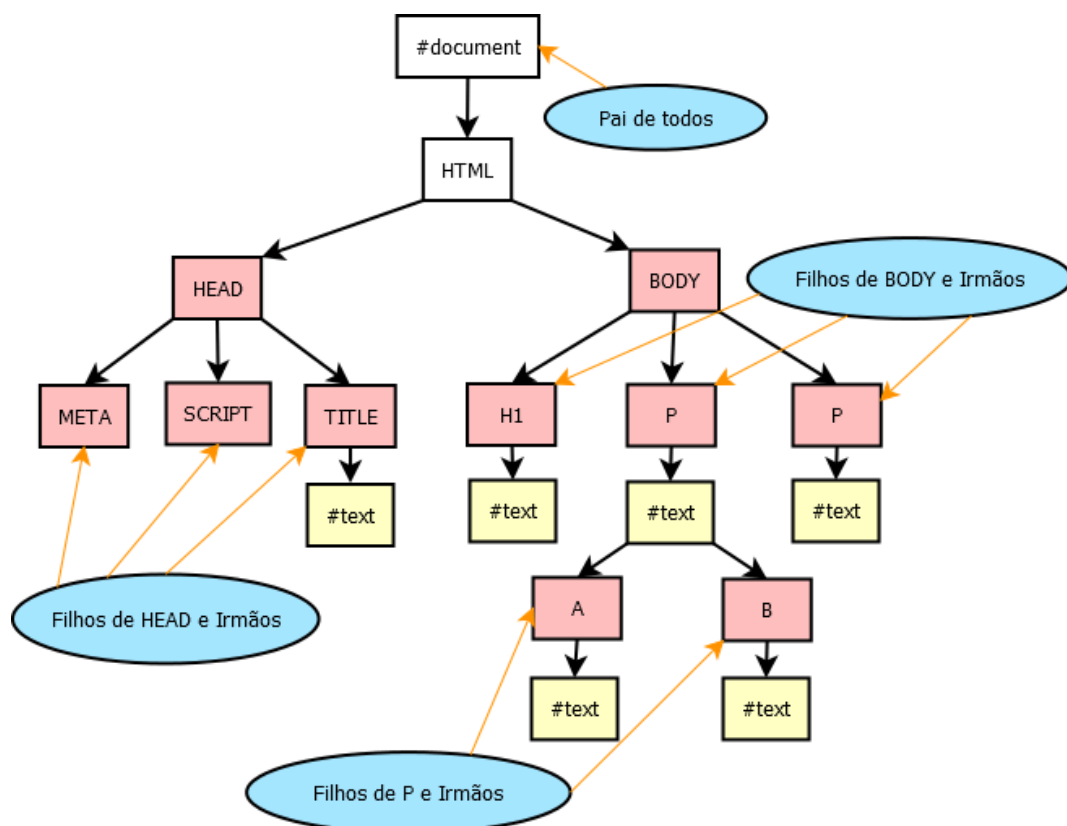 #document
Pai de todos
HTML
HEAD
BODY
Filhos de BODY e Irmãos
META
SCRIPT
TITLE
H1
P
P
#text
#text
#text
#text
A
B
Filhos de HEAD e Irmãos
#text
#text
Filhos de P e Irmãos